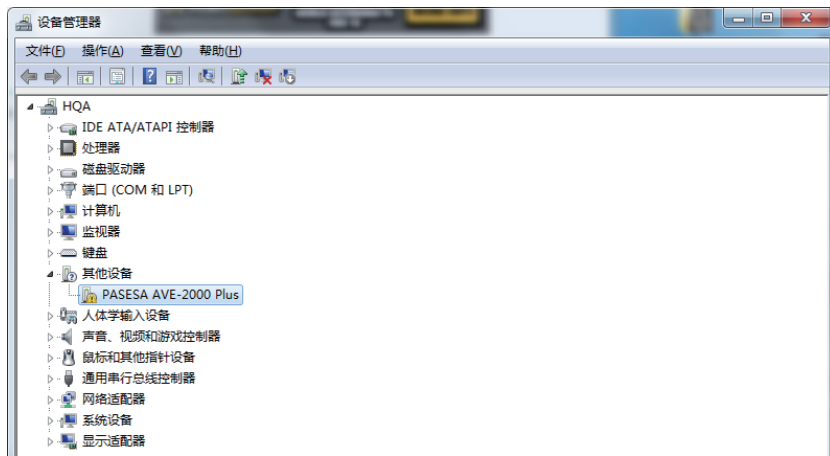 设备管理器
文件(F) 操作(A) 查看(V) 帮助(H)
HQA
IDE ATA/ATAPI 控制器
处理器
磁盘驱动器
端口 (COM 和 LPT)
计算机
监视器
键盘
其他设备
PASESA AVE-2000 Plus
人体学输入设备
声音、视频和游戏控制器
鼠标和其他指针设备
通用串行总线控制器
网络适配器
系统设备
显示适配器